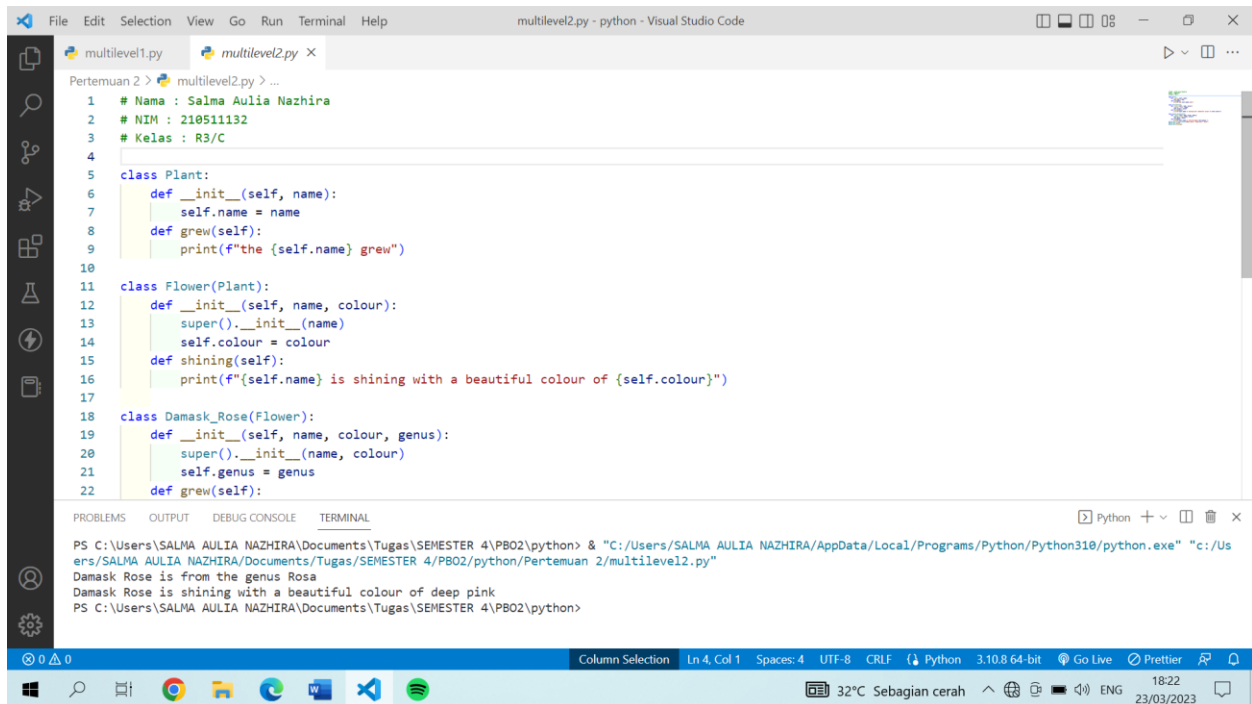 File Edit Selection View Go Run Terminal Help multilevel2.py - python - Visual Studio Code
multilevel1.py multilevel2.py
Pertemuan 2 > multilevel2.py > ...
1 # Nama : Salma Aulia Nazhira
2 # NIM : 210511132
3 # Kelas : R3/C
4
5 class Plant:
6     def __init__(self, name):
7         self.name = name
8     def grew(self):
9         print(f"the {self.name} grew")
10
11 class Flower(Plant):
12     def __init__(self, name, colour):
13         super().__init__(name)
14         self.colour = colour
15     def shining(self):
16         print(f"{self.name} is shining with a beautiful colour of {self.colour}")
17
18 class Damask_Rose(Flower):
19     def __init__(self, name, colour, genus):
20         super().__init__(name, colour)
21         self.genus = genus
22     def grew(self):
PROBLEMS OUTPUT DEBUG CONSOLE TERMINAL Python
PS C:\Users\SALMA AULIA NAZHIRA\Documents\Tugas\SEMESTER 4\PBO2\python> & "C:/Users/SALMA AULIA NAZHIRA/AppData/Local/Programs/Python/Python310/python.exe" "c:/Us
ers/SALMA AULIA NAZHIRA/Documents/Tugas/SEMESTER 4/PBO2/python/Pertemuan 2/multilevel2.py"
Damask Rose is from the genus Rosa
Damask Rose is shining with a beautiful colour of deep pink
PS C:\Users\SALMA AULIA NAZHIRA\Documents\Tugas\SEMESTER 4\PBO2\python>
0 0 Column Selection Ln 4, Col 1 Spaces: 4 UTF-8 CRLF Python 3.10.8 64-bit Go Live Prettier
32°C Sebagian cerah ENG 18:22
23/03/2023